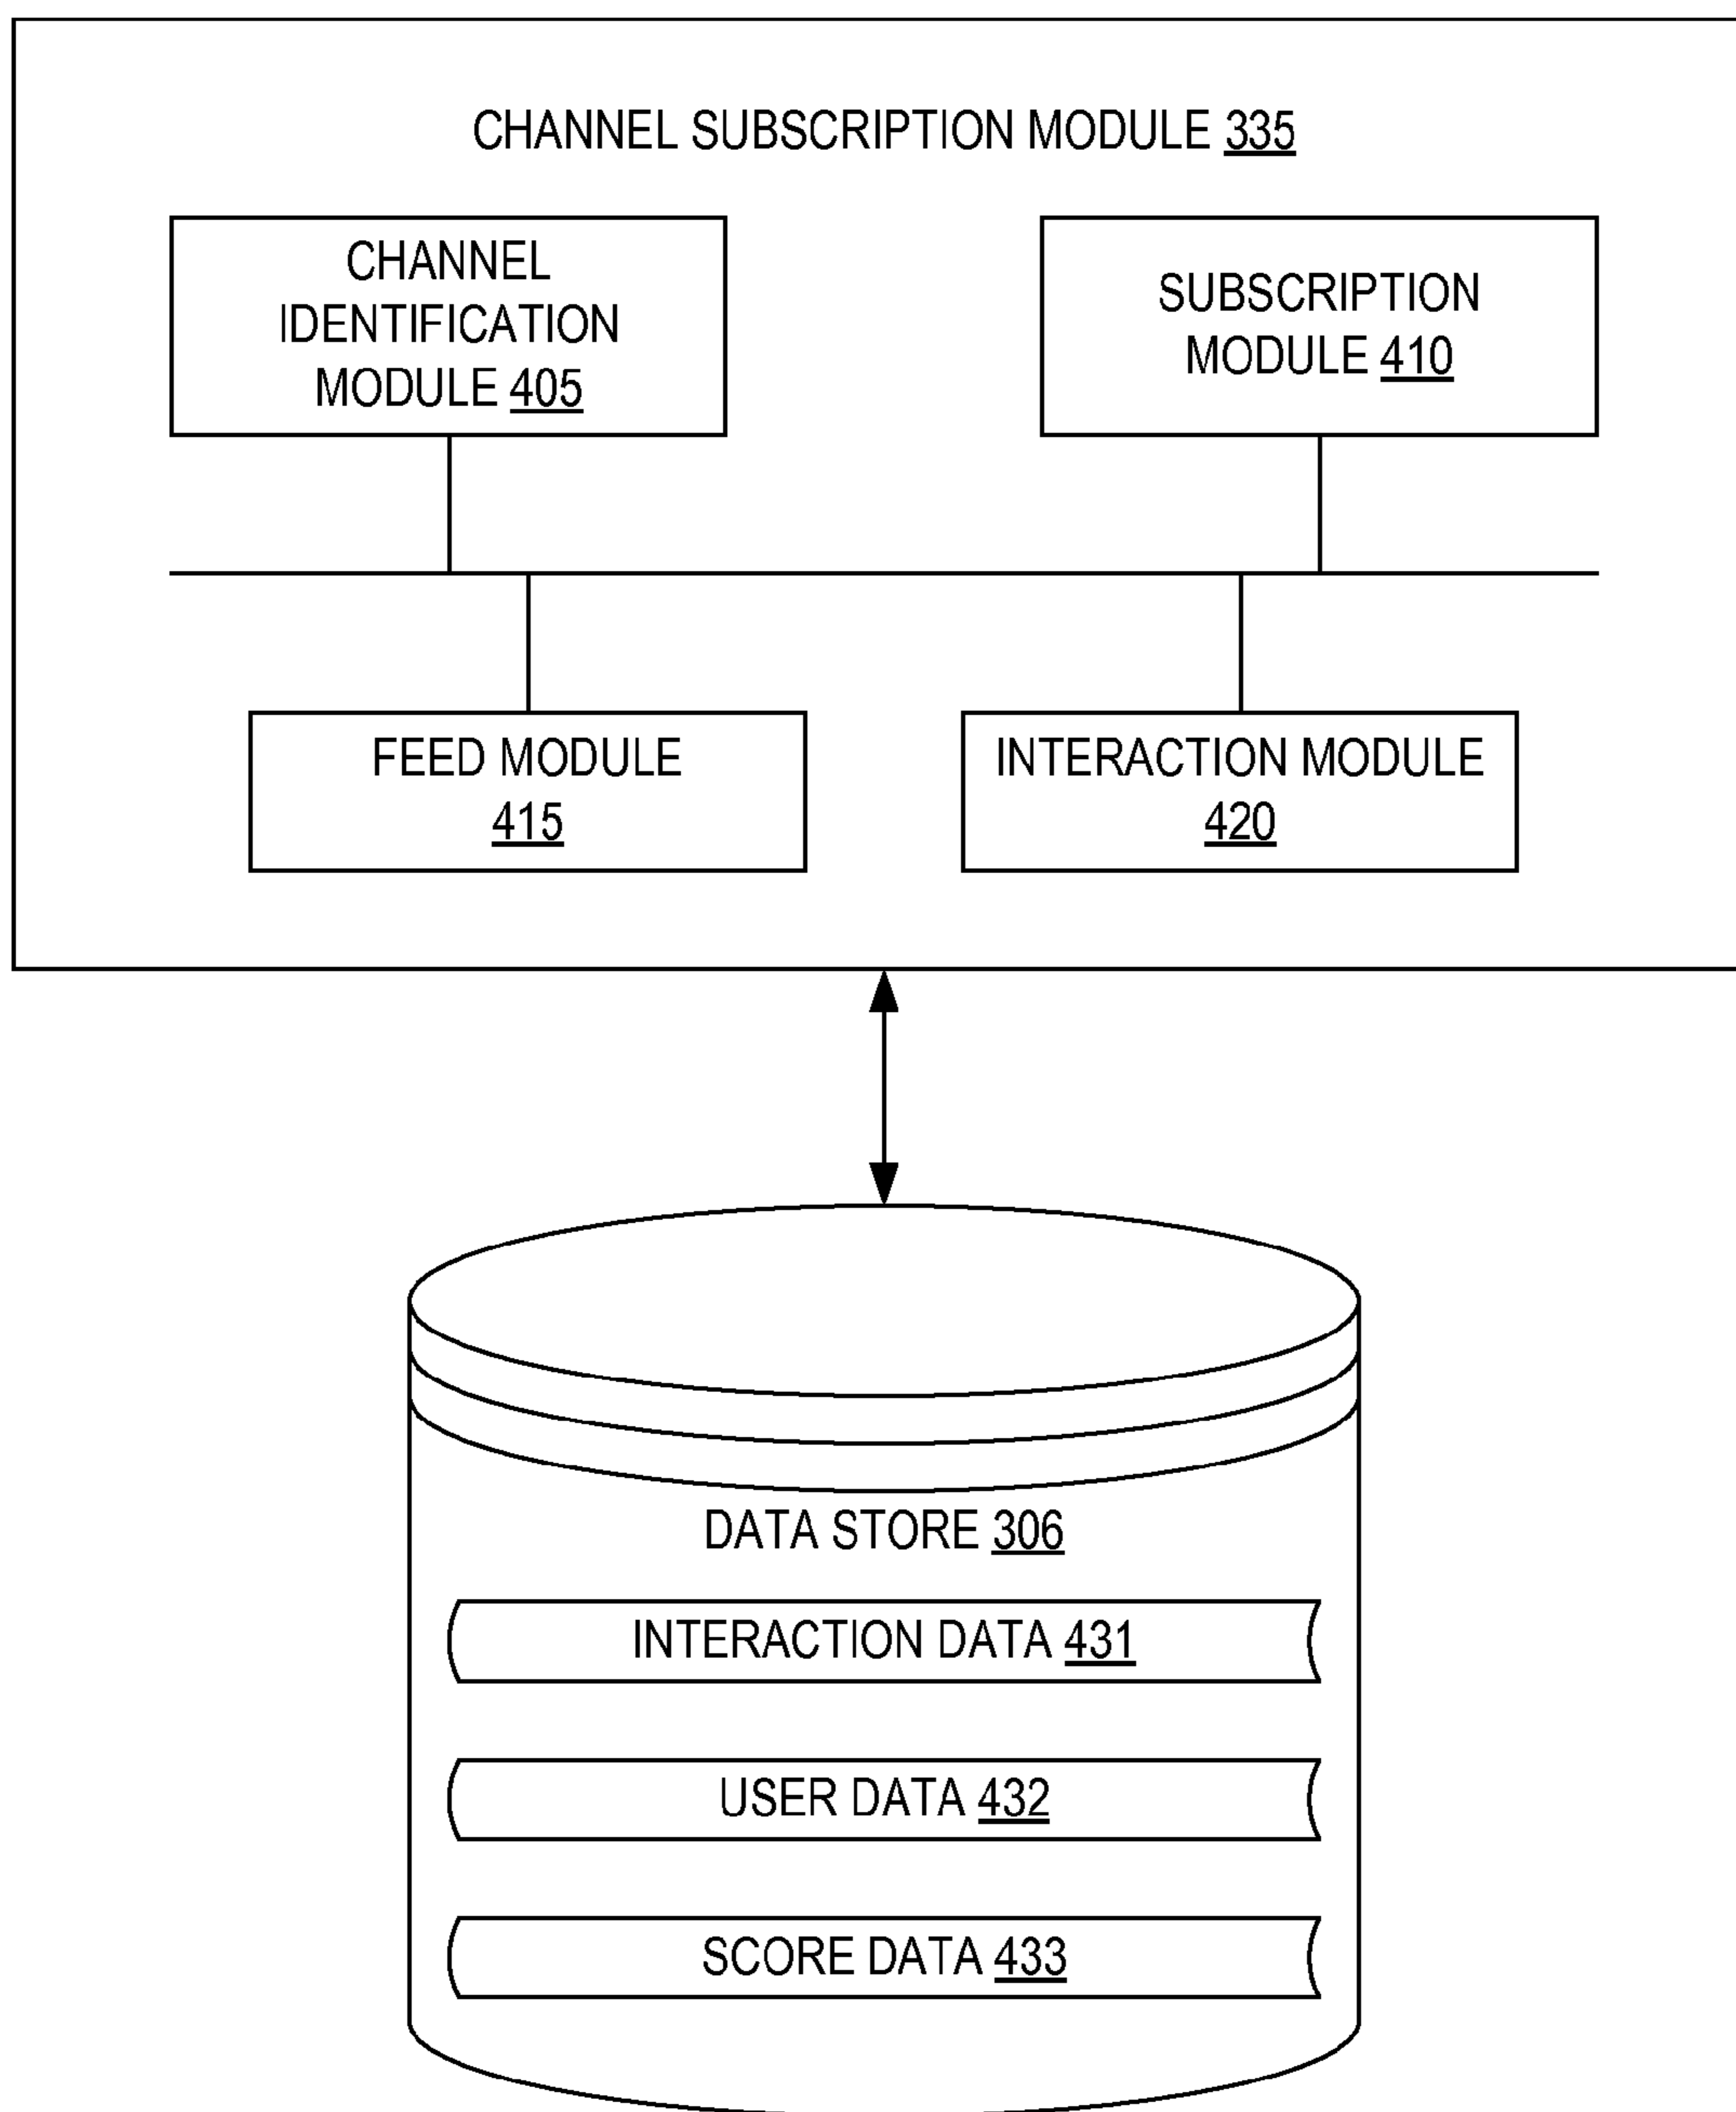 CHANNEL SUBSCRIPTION MODULE 335
CHANNEL
IDENTIFICATION
MODULE 405
SUBSCRIPTION
MODULE 410
FEED MODULE
415
INTERACTION MODULE
420
DATA STORE 306
INTERACTION DATA 431
USER DATA 432
SCORE DATA 433